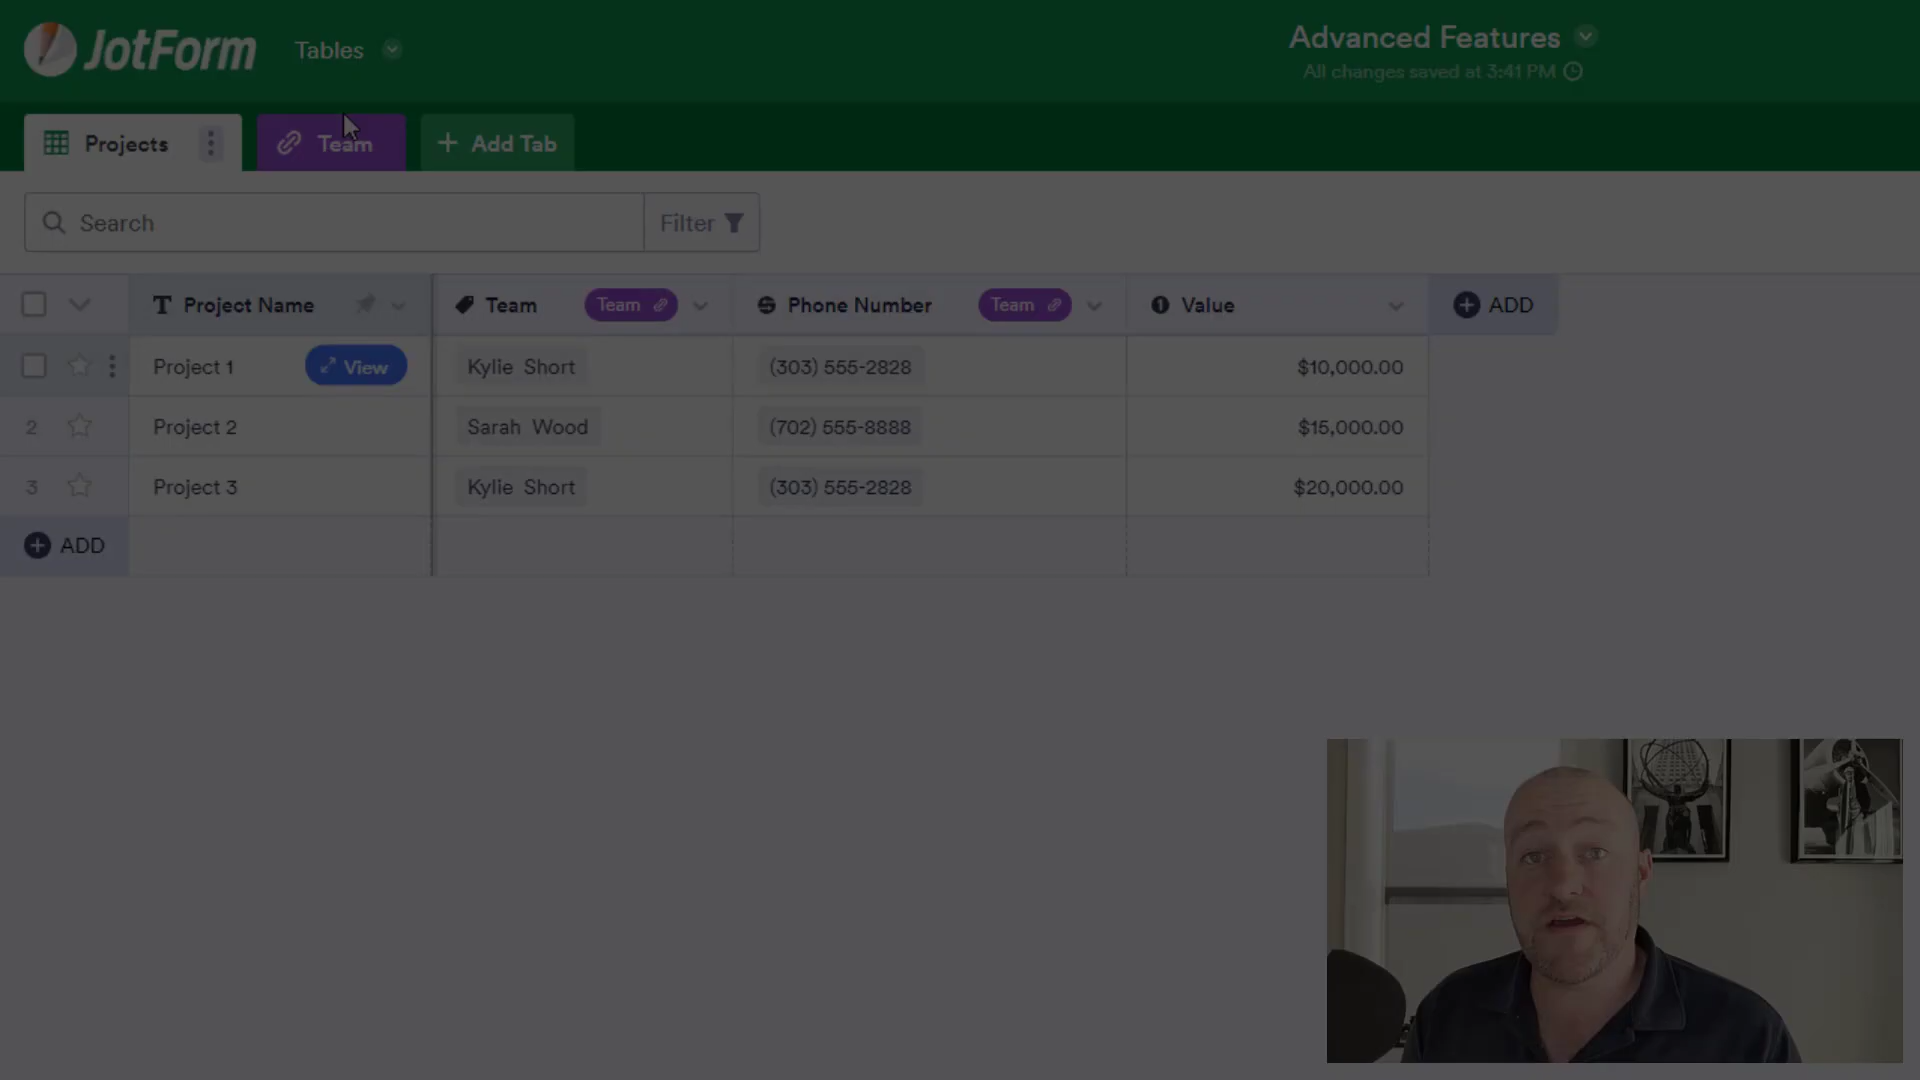 JotForm Tables
Advanced Features
All changes saved at 3:41 PM
Projects Team + Add Tab
Search Filter
Project Name Team Team Phone Number Team Value ADD
Project 1 View Kylie Short (303) 555-2828 $10,000.00
2 Project 2 Sarah Wood (702) 555-8888 $15,000.00
3 Project 3 Kylie Short (303) 555-2828 $20,000.00
ADD